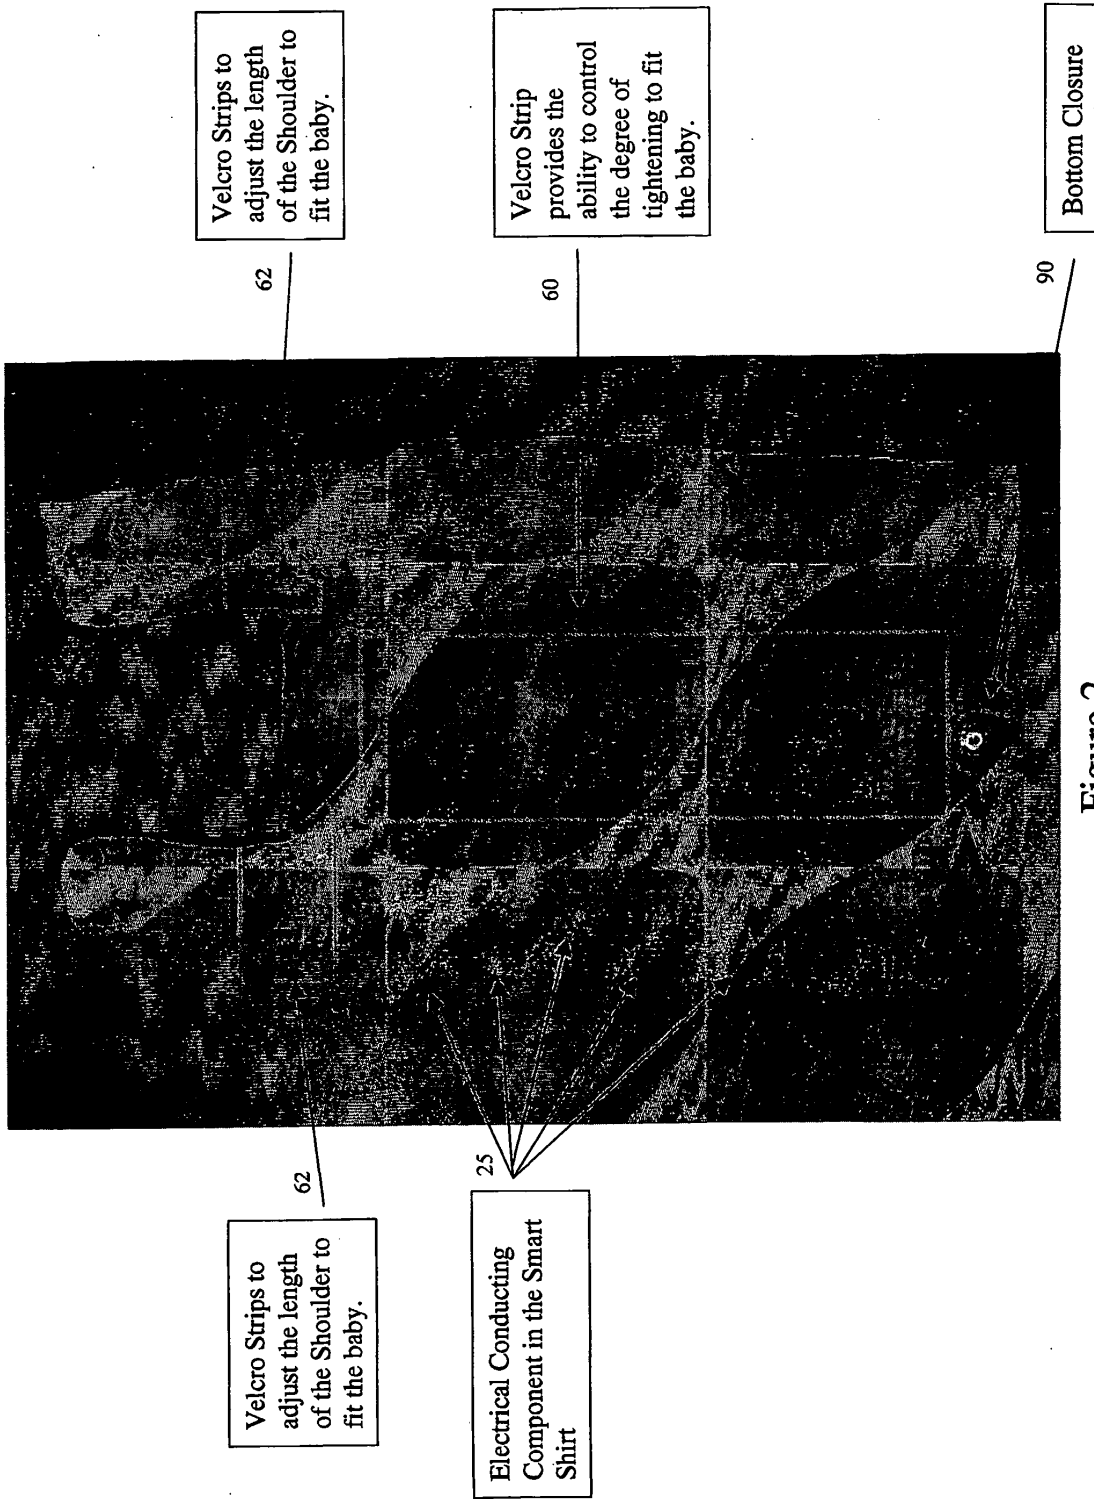 Velcro Strips to
adjust the length
of the Shoulder to
fit the baby.
62
Electrical Conducting
Component in the Smart
Shirt
25
Velcro Strips to
adjust the length
of the Shoulder to
fit the baby.
62
Velcro Strip
provides the
ability to control
the degree of
tightening to fit
the baby.
60
Bottom Closure
90
Figure 2